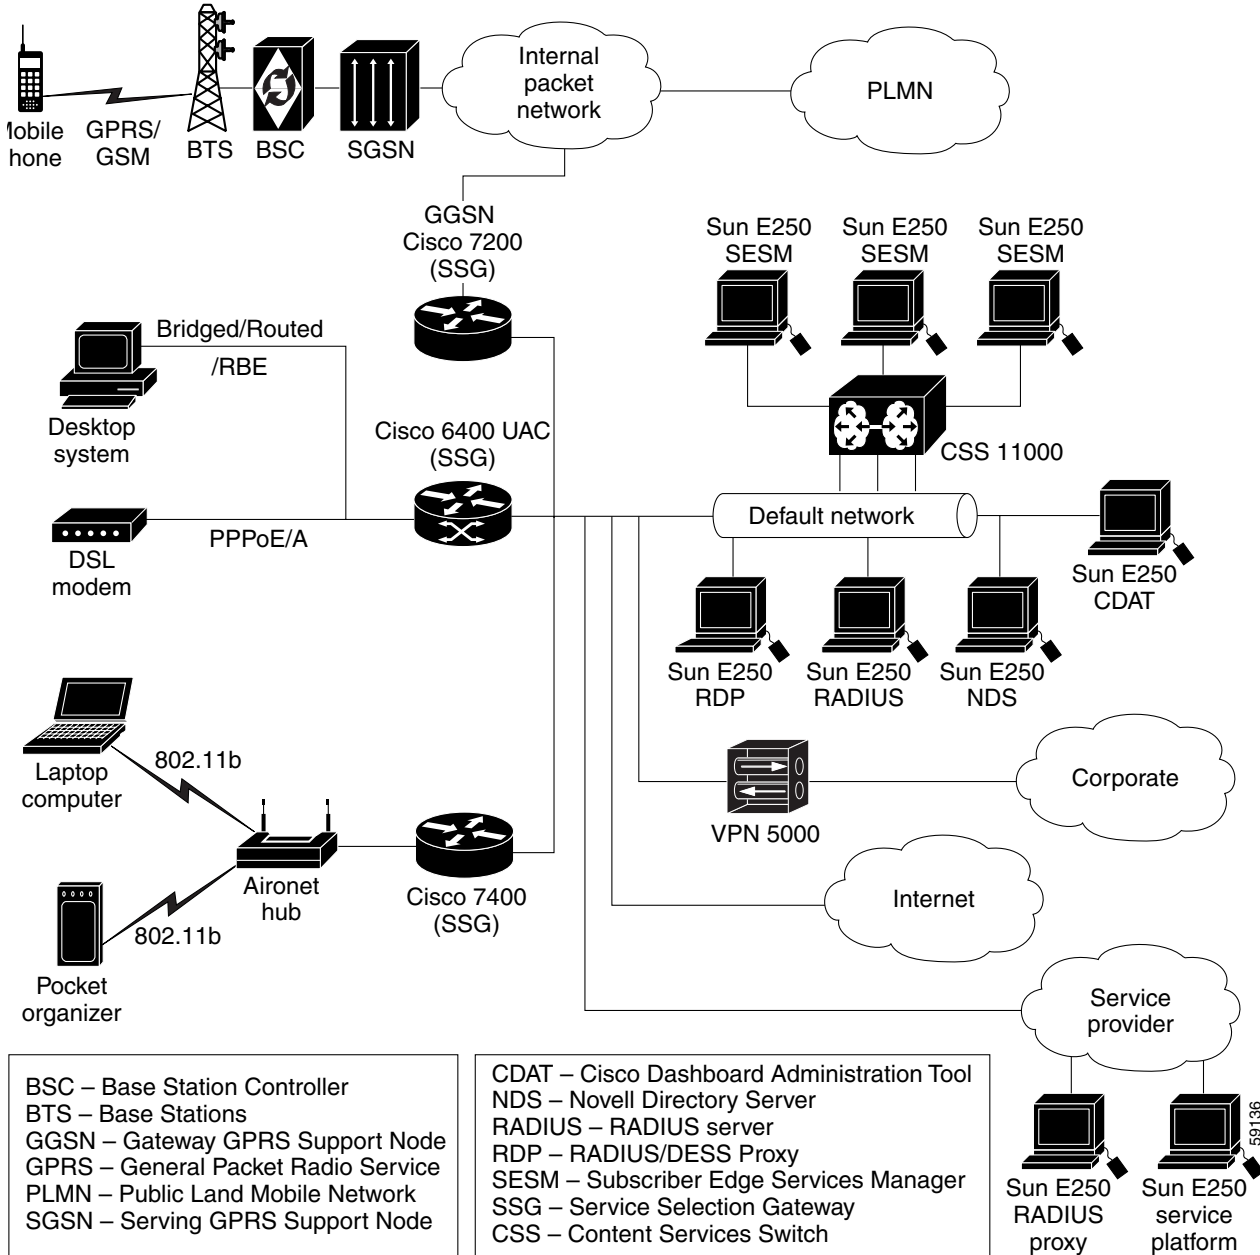 Internal
packet
network
PLMN
Mobile
phone
GPRS/
GSM
BTS
BSC
SGSN
GGSN
Cisco 7200
(SSG)
Sun E250
SESM
Sun E250
SESM
Sun E250
SESM
Bridged/Routed
/RBE
Desktop
system
Cisco 6400 UAC
(SSG)
CSS 11000
Default network
PPPoE/A
DSL
modem
Sun E250
CDAT
Sun E250
RDP
Sun E250
RADIUS
Sun E250
NDS
Laptop
computer
802.11b
VPN 5000
Corporate
Aironet
hub
Cisco 7400
(SSG)
Internet
802.11b
Pocket
organizer
Service
provider
BSC – Base Station Controller
BTS – Base Stations
GGSN – Gateway GPRS Support Node
GPRS – General Packet Radio Service
PLMN – Public Land Mobile Network
SGSN – Serving GPRS Support Node
CDAT – Cisco Dashboard Administration Tool
NDS – Novell Directory Server
RADIUS – RADIUS server
RDP – RADIUS/DESS Proxy
SESM – Subscriber Edge Services Manager
SSG – Service Selection Gateway
CSS – Content Services Switch
Sun E250
RADIUS
proxy
Sun E250
service
platform
59136